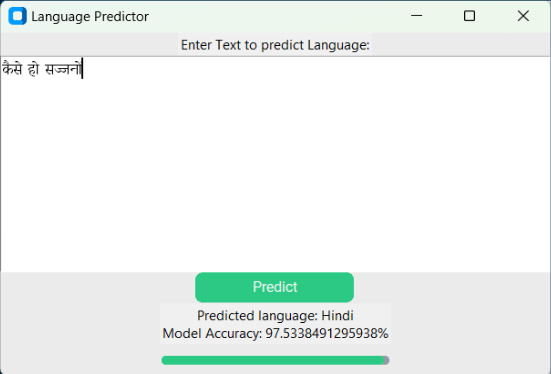 Language Predictor
Enter Text to predict Language:
कैसे हो सज्जनो
Predict
Predicted language: Hindi
Model Accuracy: 97.5338491295938%